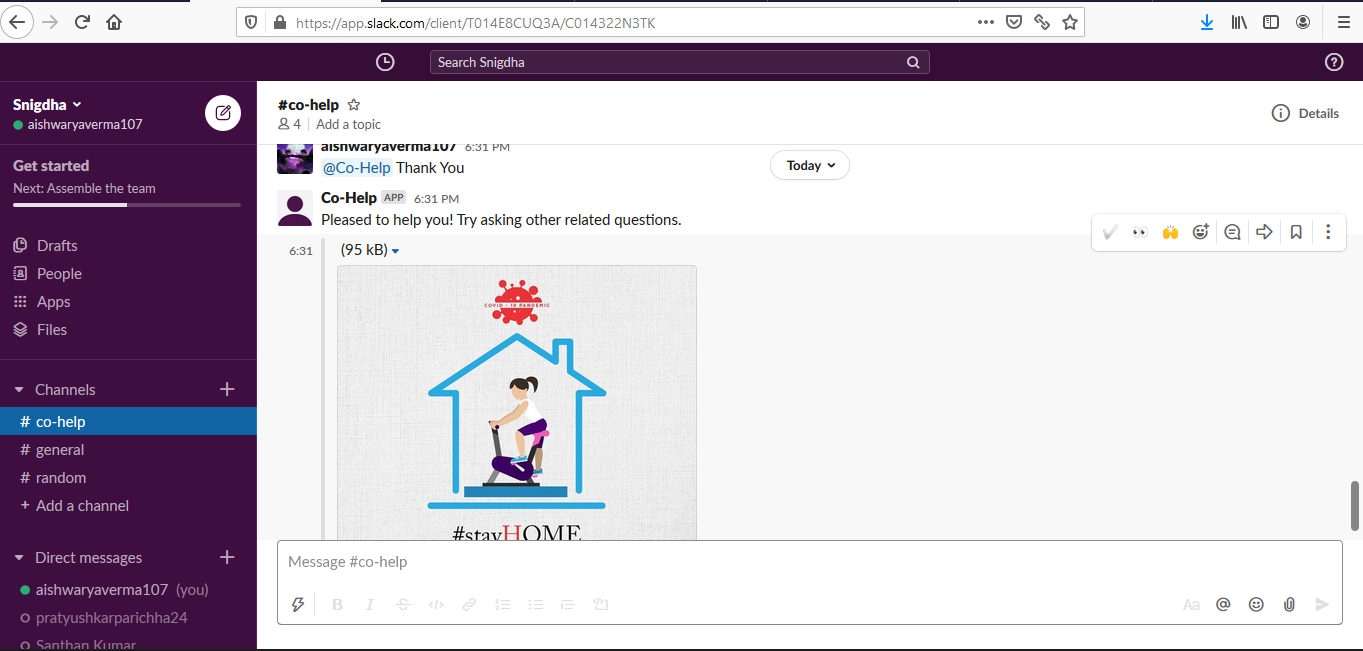 https://app.slack.com/client/T014E8CUQ3A/C014322N3TK
Search Snigdha
Snigdha
aishwaryaverma107
Get started
Next: Assemble the team
Drafts
People
Apps
Files
Channels
# co-help
# general
# random
+ Add a channel
Direct messages
aishwaryaverma107 (you)
pratyushkarparichha24
Santhan Kumar
#co-help
4 Add a topic
Details
aishwaryaverma107 6:31 PM
@Co-Help Thank You
Today
Co-Help APP 6:31 PM
Pleased to help you! Try asking other related questions.
6:31 (95 kB)
COVID - 19 PANDEMIC
#stayHOME
Message #co-help
B I S </>
Aa @